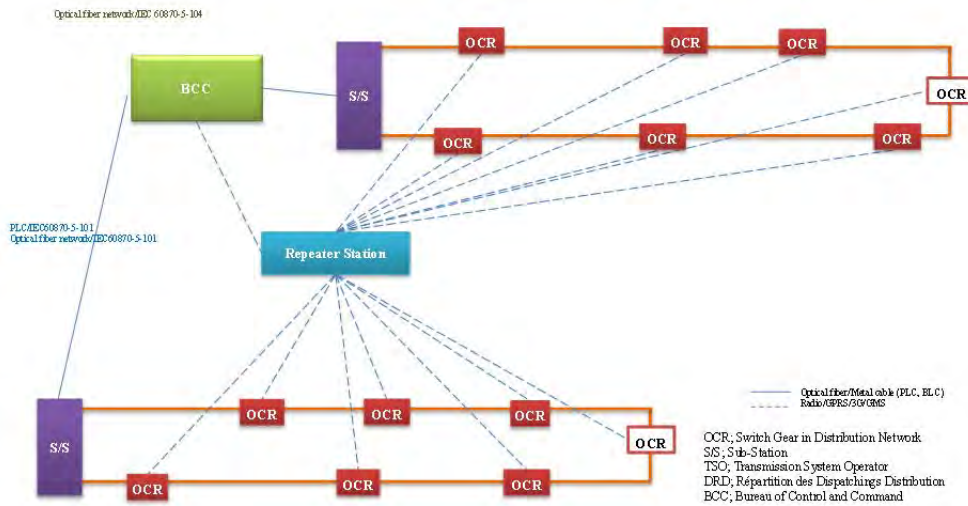 Optical fiber network/IEC 60870-5-104
OCR
OCR
OCR
BCC
S/S
OCR
OCR
OCR
OCR
PLC/IEC60870-5-101
Optical fiber network/IEC60870-5-101
Repeater Station
Optical fiber/Metal cable (PLC, BLC)
Radio/GPRS/3G/GMS
OCR
OCR
OCR
S/S
OCR
OCR; Switch Gear in Distribution Network
S/S; Sub-Station
TSO; Transmission System Operator
DRD; Répartition des Dispatchings Distribution
BCC; Bureau of Control and Command
OCR
OCR
OCR